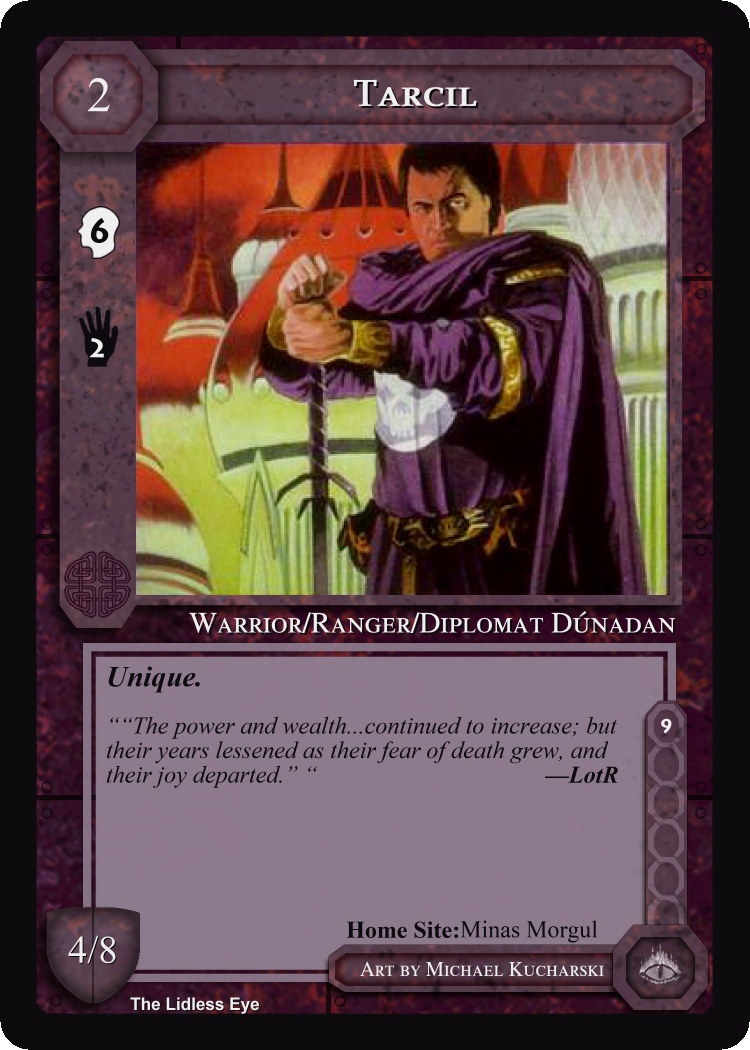 2
TARCIL
6
2
WARRIOR/RANGER/DIPLOMAT DÚNADAN
Unique.
““The power and wealth...continued to increase; but
their years lessened as their fear of death grew, and
their joy departed.” “ —LotR
9
Home Site:Minas Morgul
4/8
ART BY MICHAEL KUCHARSKI
The Lidless Eye